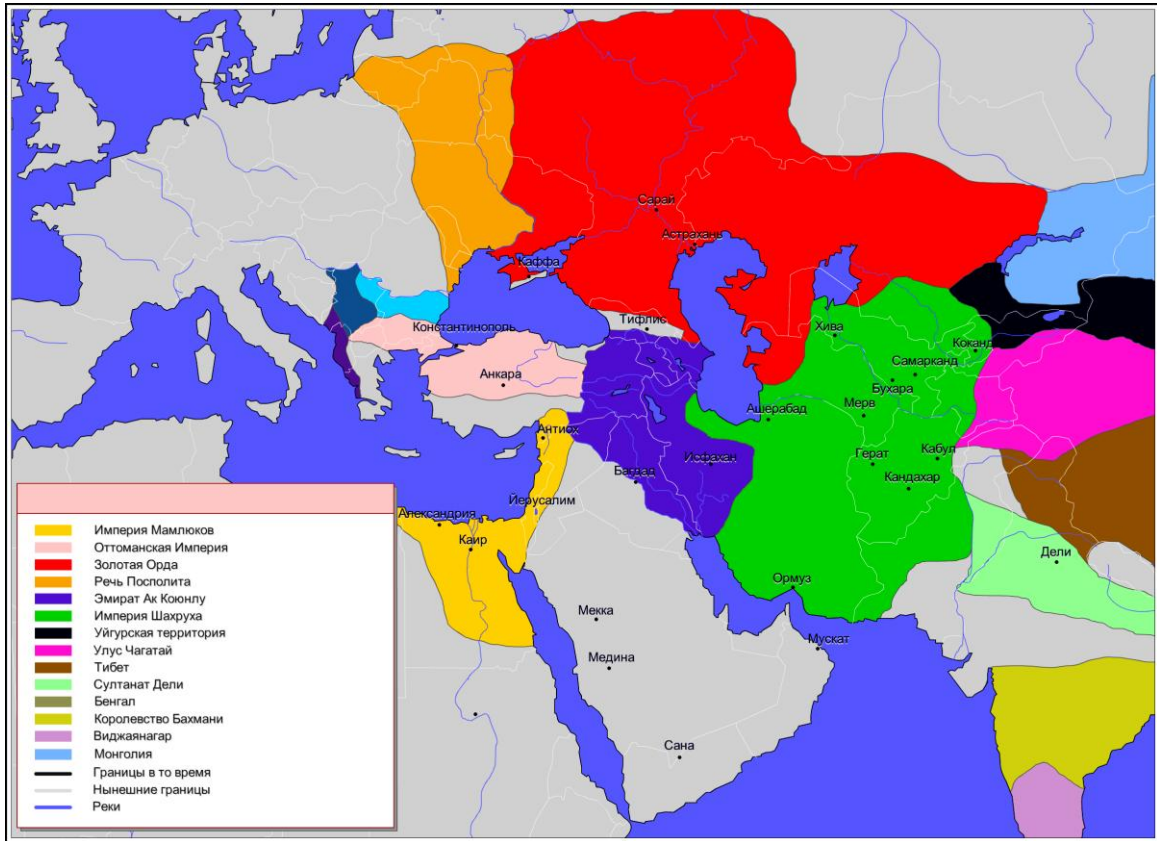 Сарай
Астрахань
Каффа
Константинополь
Тифлис
Хива
Коканд
Самарканд
Бухара
Анкара
Ашерабад
Мерв
Антиох
Исфахан
Герат
Кабул
Багдад
Кандахар
Йерусалим
Александрия
Каир
Дели
Ормуз
Мекка
Мускат
Медина
Сана
Империя Мамлюков
Оттоманская Империя
Золотая Орда
Речь Посполита
Эмират Ак Коюнлу
Империя Шахруха
Уйгурская территория
Улус Чагатай
Тибет
Султанат Дели
Бенгал
Королевство Бахмани
Виджаянагар
Монголия
Границы в то время
Нынешние границы
Реки